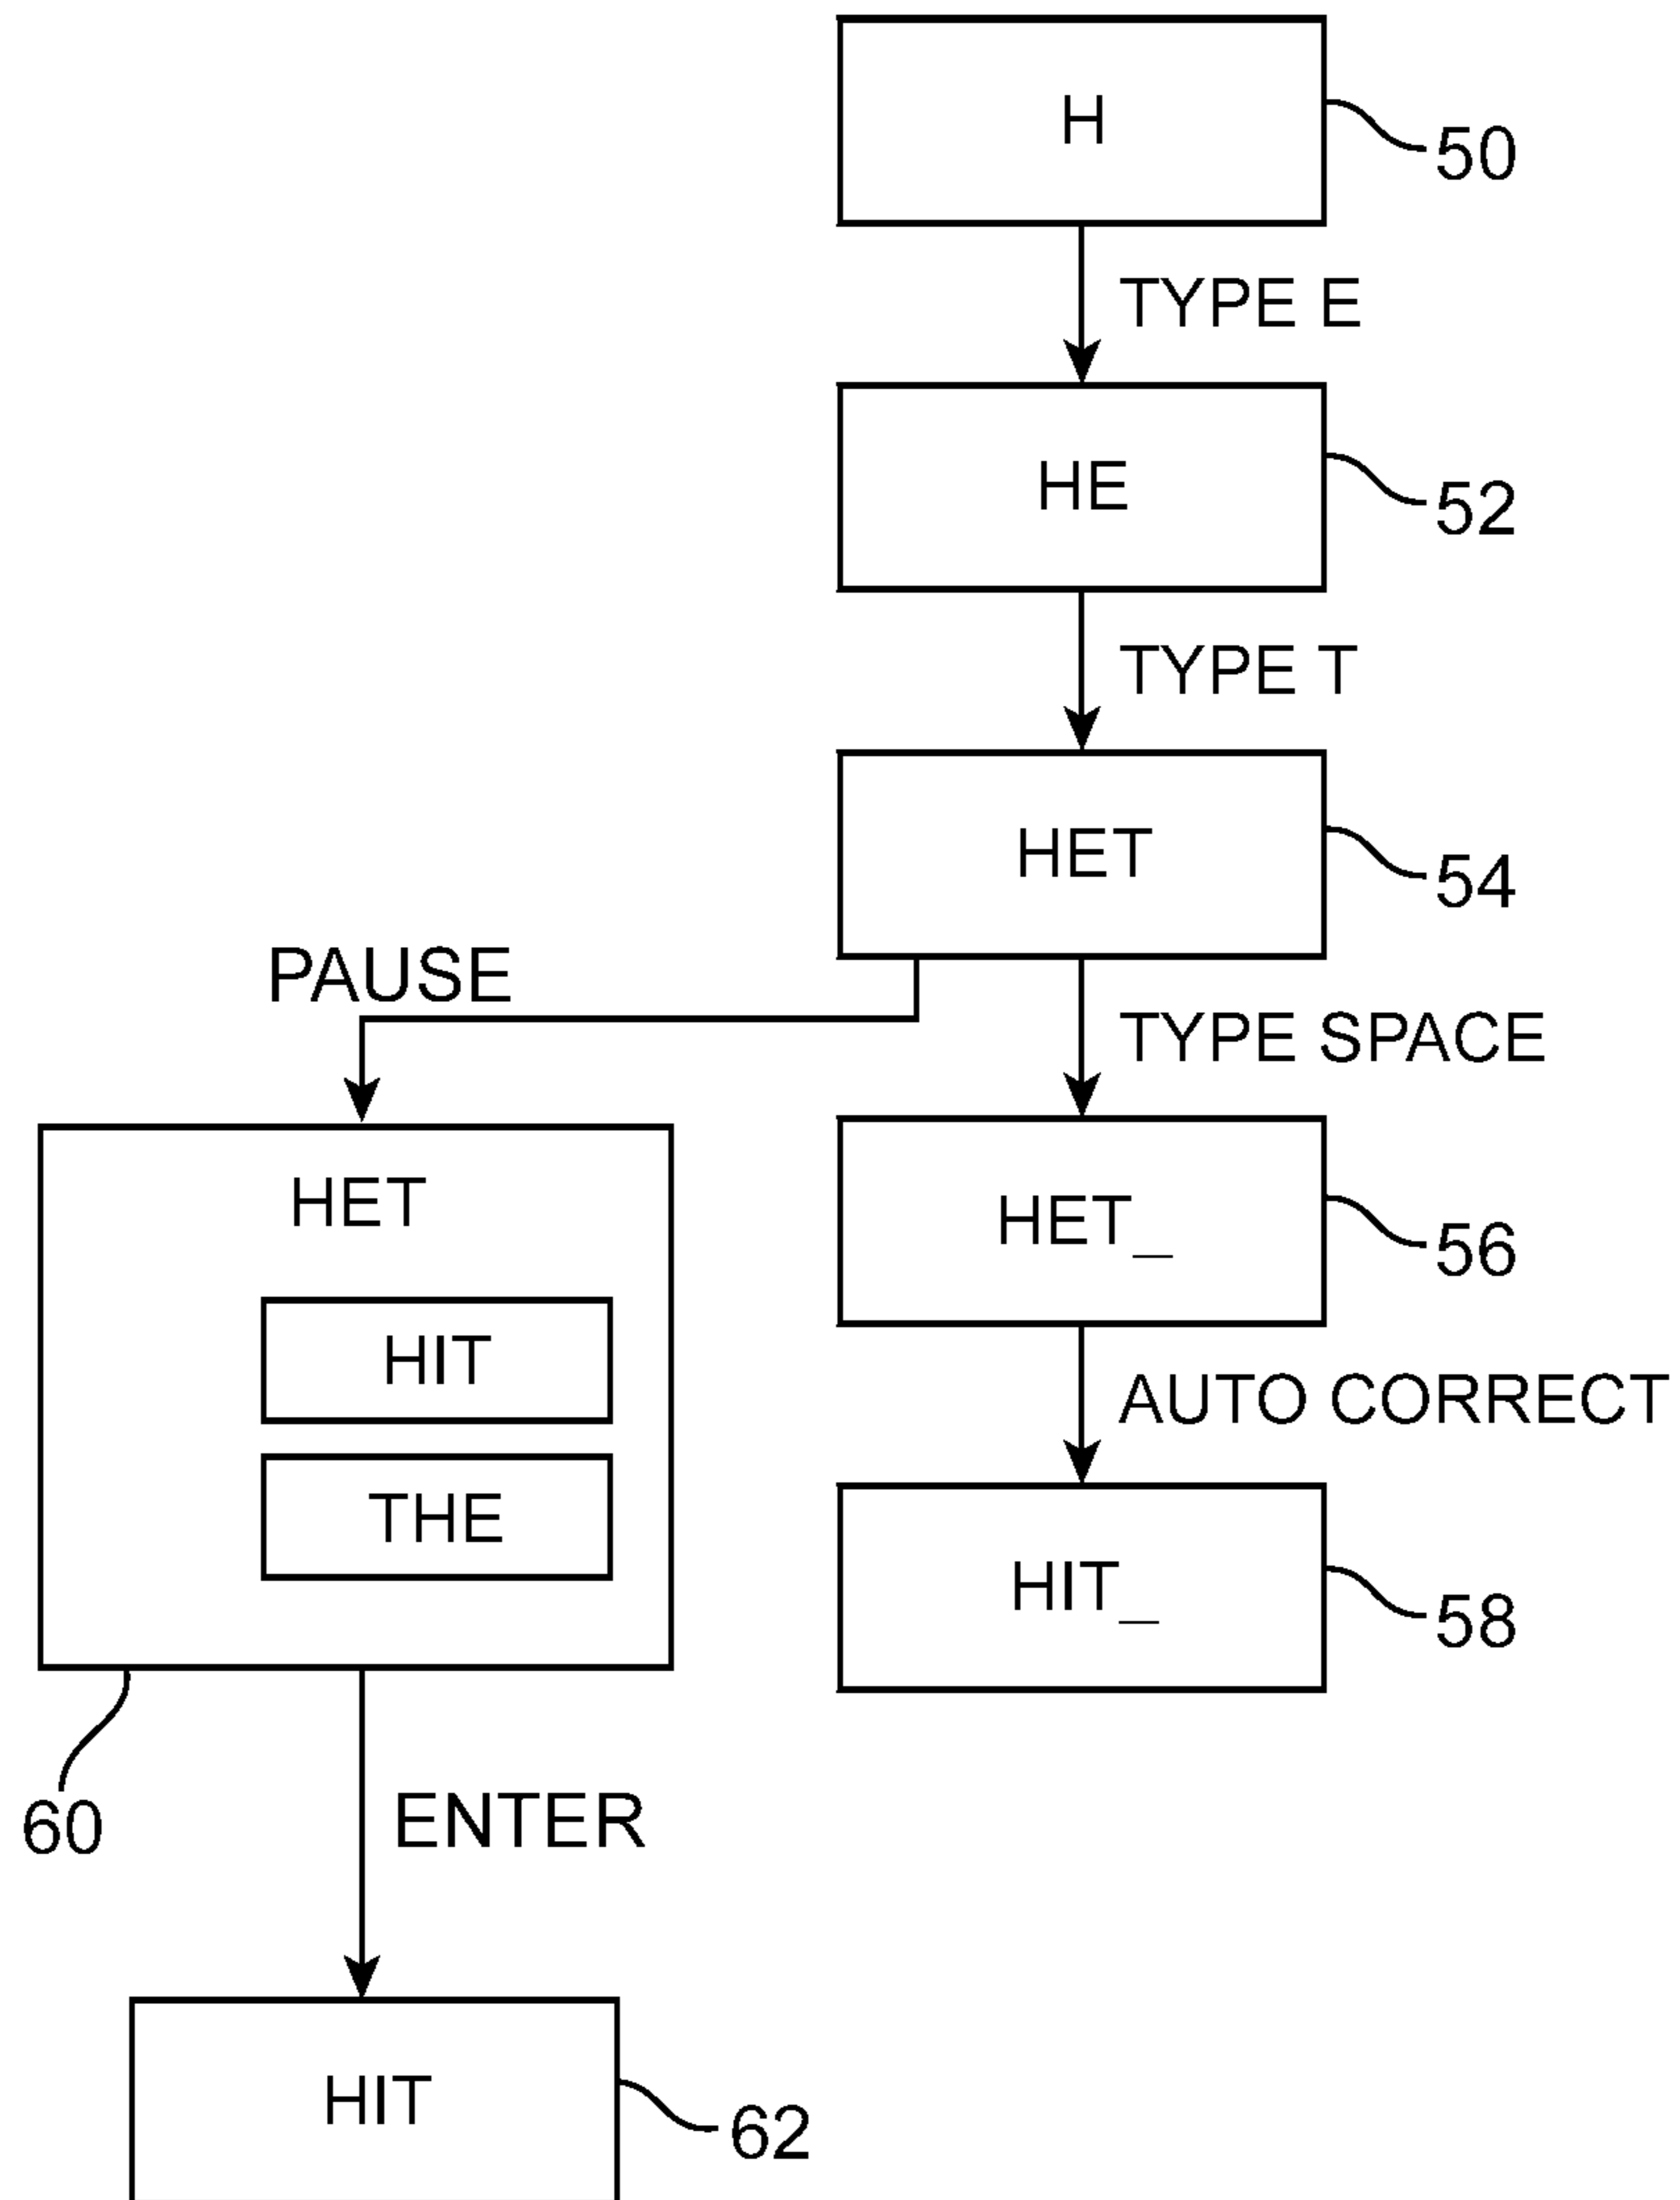 H
50
TYPE E
HE
52
TYPE T
HET
54
PAUSE
TYPE SPACE
HET
HIT
THE
60
HET_
56
AUTO CORRECT
HIT_
58
ENTER
HIT
62